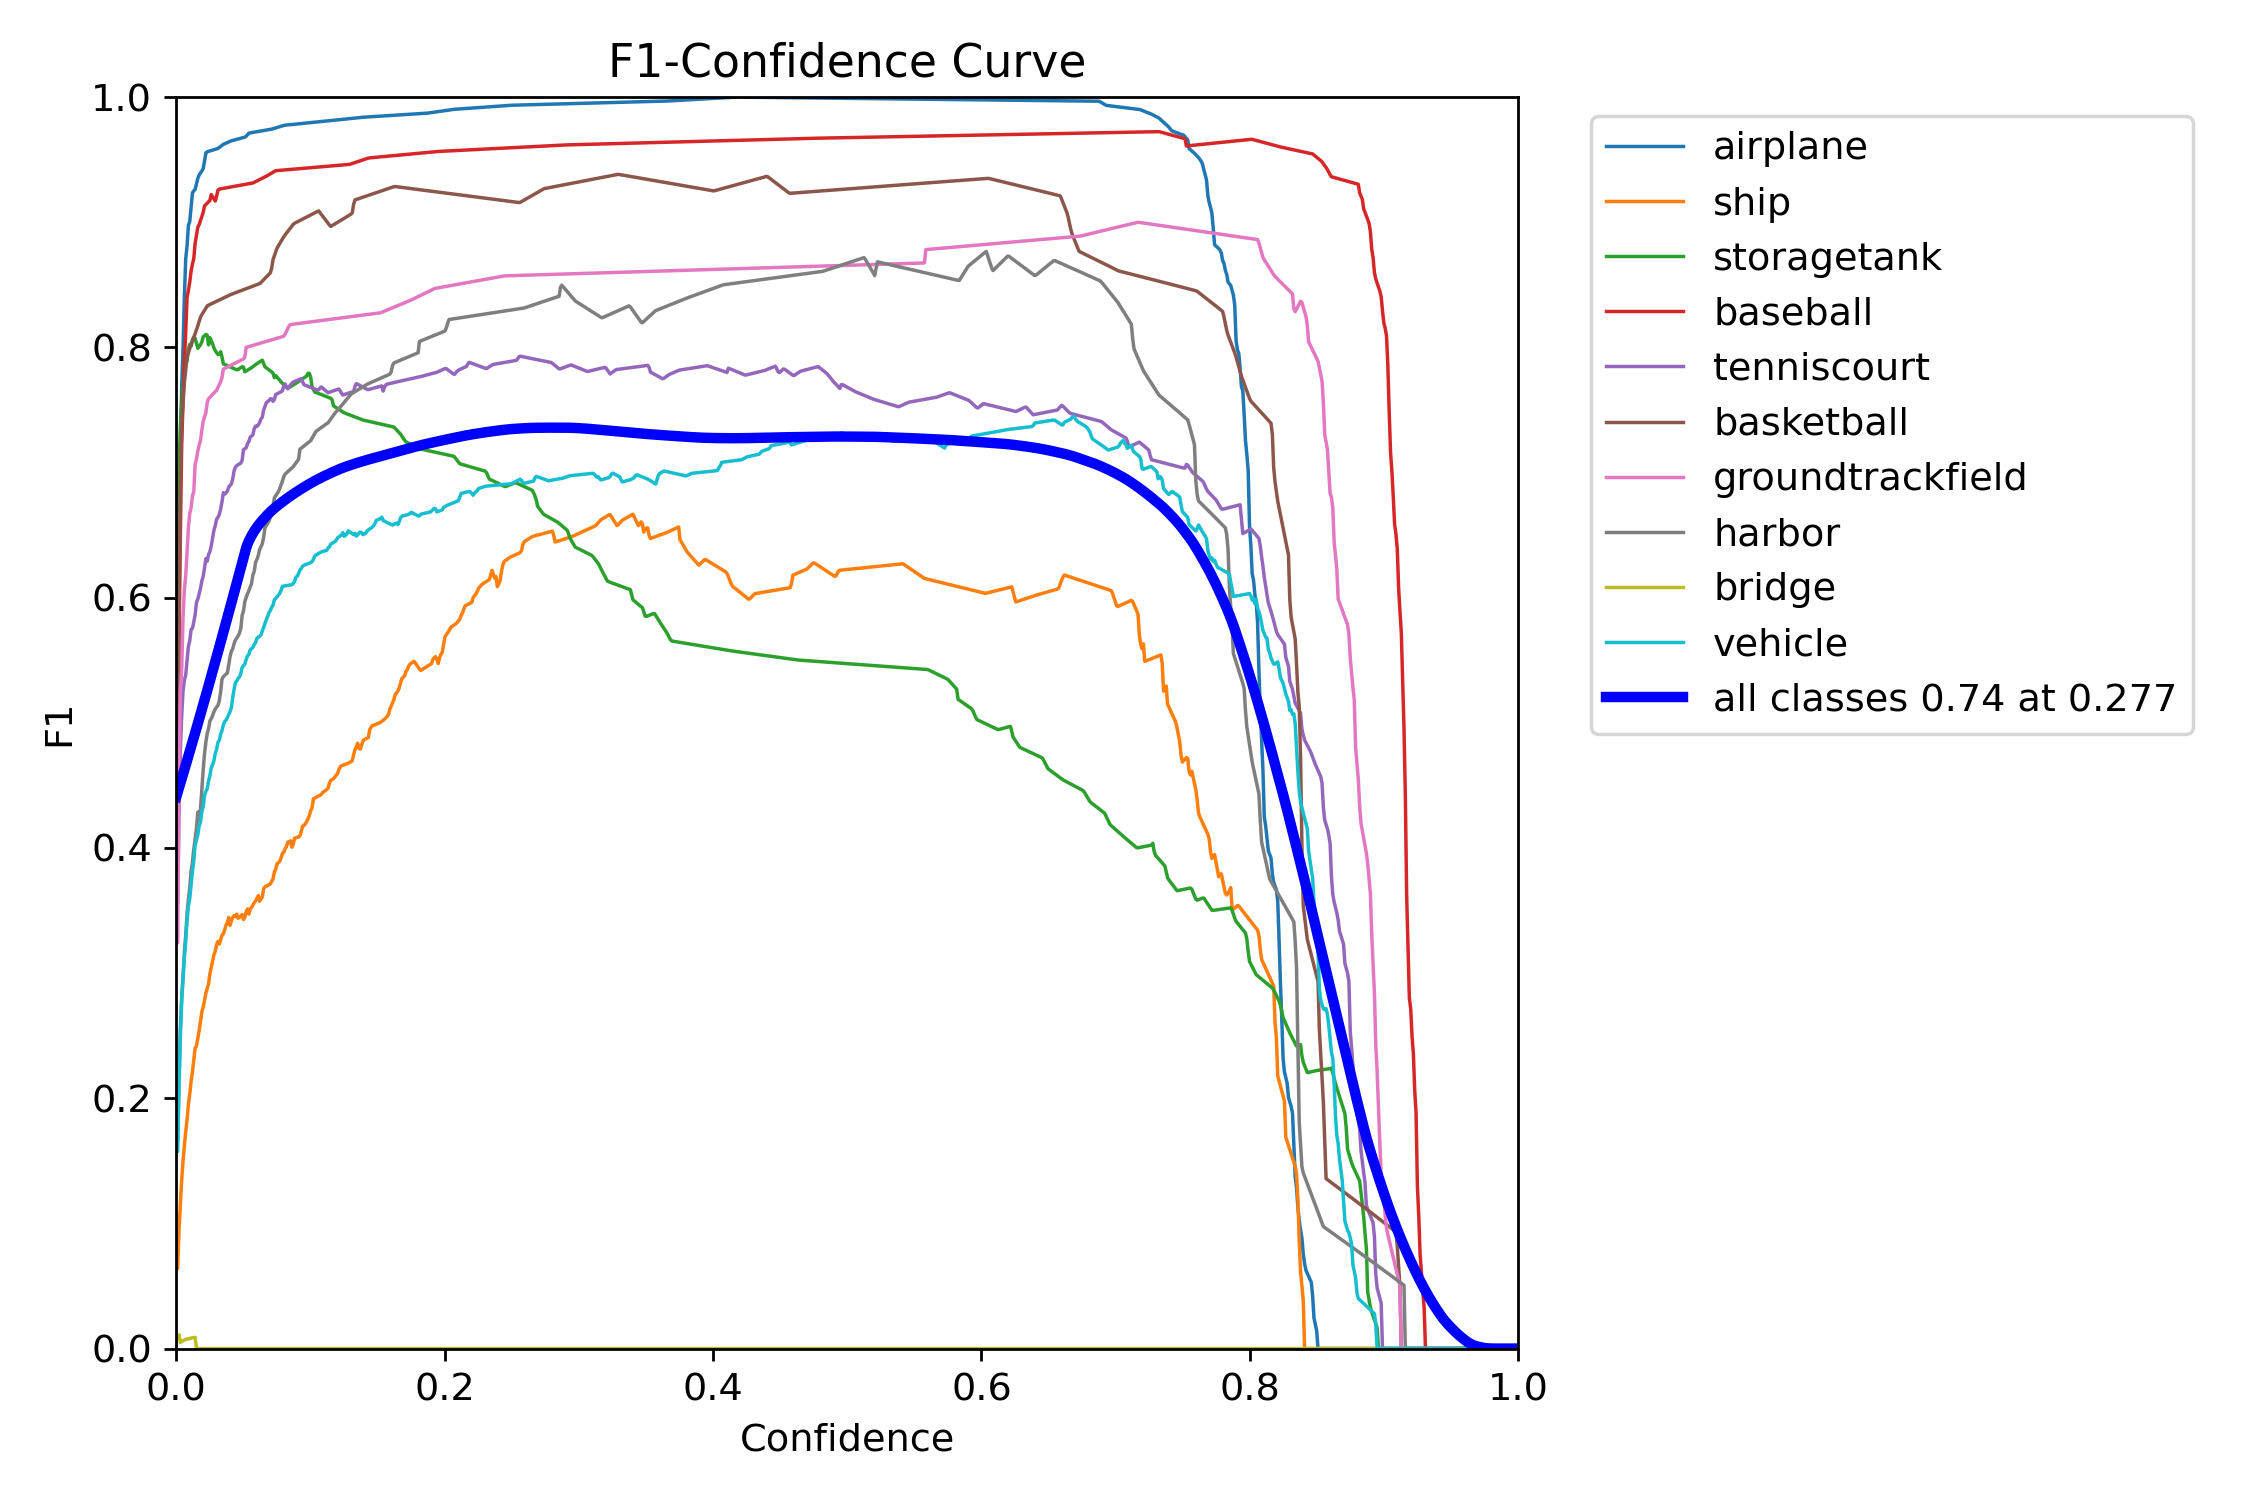 F1-Confidence Curve
1.0
0.8
0.6
0.4
0.2
0.0
F1
0.0 0.2 0.4 0.6 0.8 1.0
Confidence
airplane
ship
storagetank
baseball
tenniscourt
basketball
groundtrackfield
harbor
bridge
vehicle
all classes 0.74 at 0.277